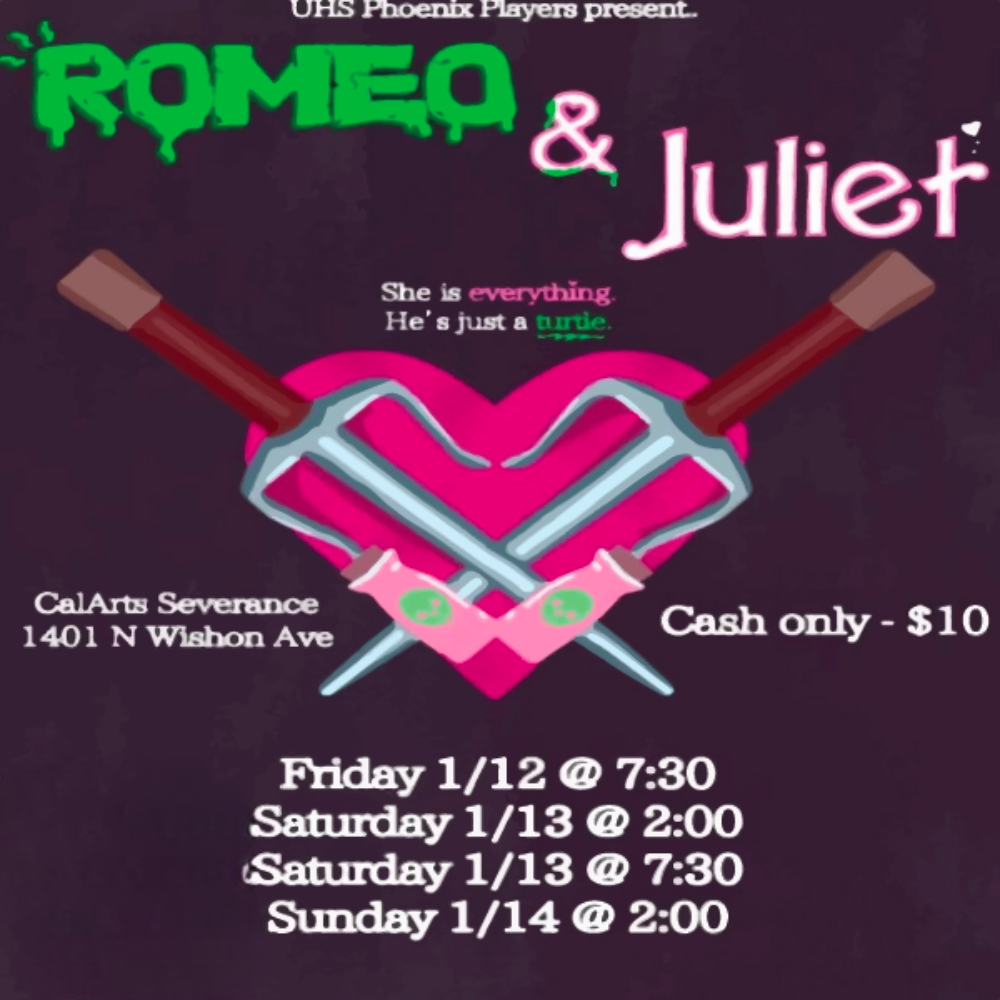 UHS Phoenix Players present..
ROMEO
&
Juliet
She is everything.
He's just a turtle.
CalArts Severance
1401 N Wishon Ave
Cash only - $10
Friday 1/12 @ 7:30
Saturday 1/13 @ 2:00
Saturday 1/13 @ 7:30
Sunday 1/14 @ 2:00